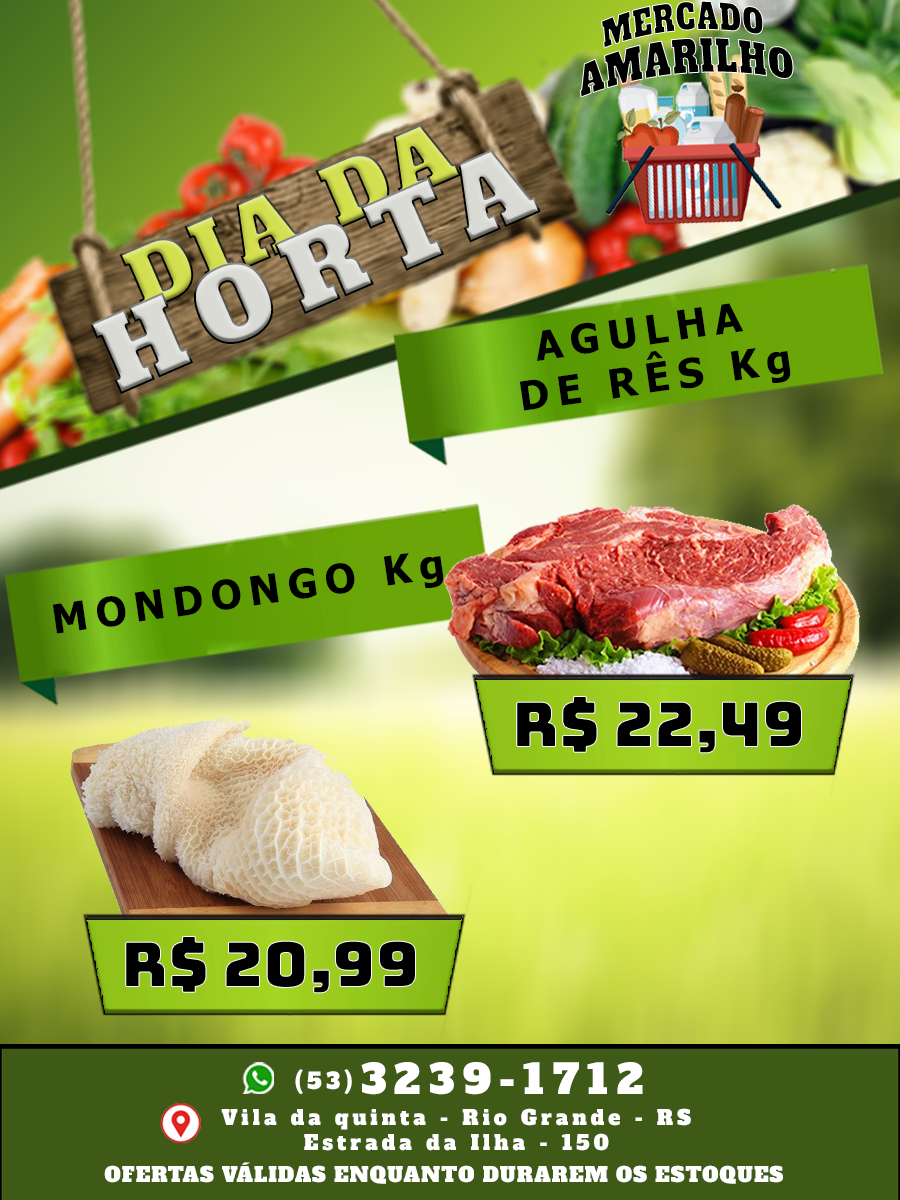 MERCADO
AMARILHO
DIA DA
HORTA
AGULHA
DE RÊS Kg
MONDONGO Kg
R$ 22,49
R$ 20,99
(53) 3239-1712
Vila da quinta - Rio Grande - RS
Estrada da Ilha - 150
OFERTAS VÁLIDAS ENQUANTO DURAREM OS ESTOQUES